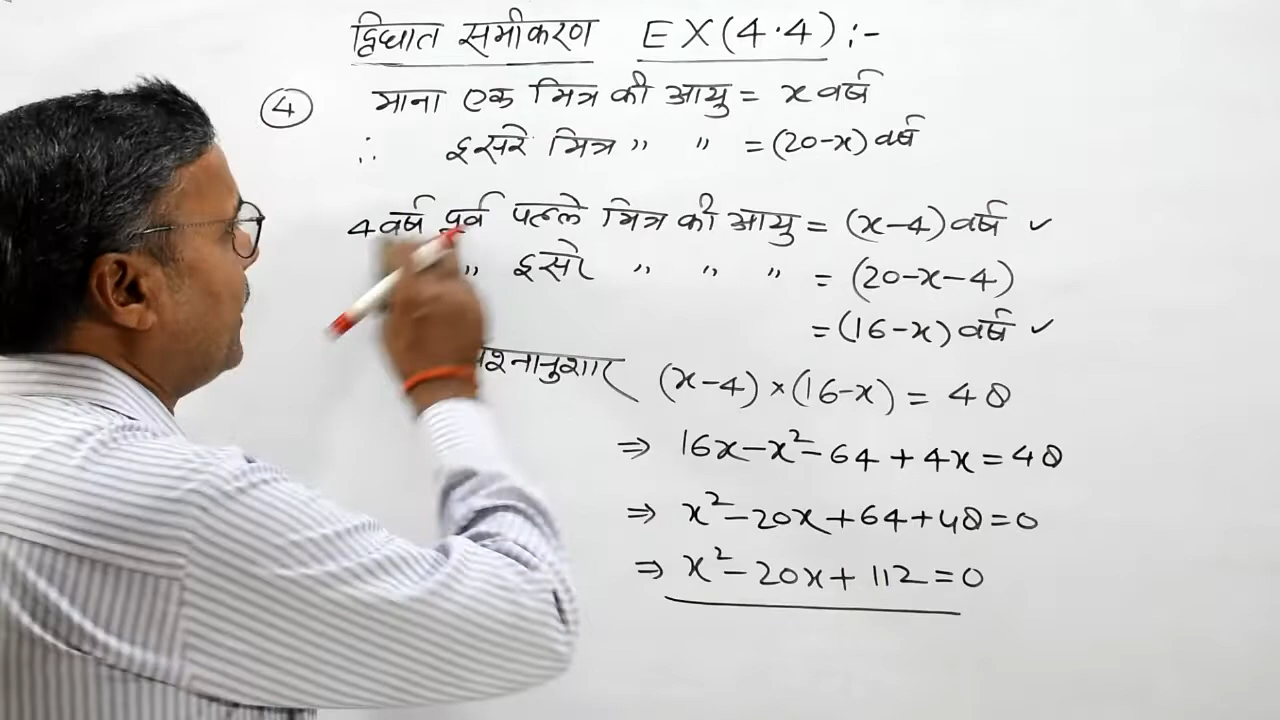 द्विघात समीकरण EX(4.4):-
④ माना एक मित्र की आयु = x वर्ष
∴ दूसरे मित्र " " = (20-x) वर्ष
4 वर्ष पूर्व पहले मित्र की आयु = (x-4) वर्ष ✓
" दूसरे " " " = (20-x-4)
= (16-x) वर्ष ✓
(x-4)×(16-x) = 48
⇒ 16x-x²-64+4x=48
⇒ x²-20x+64+48=0
⇒ x²-20x+112=0